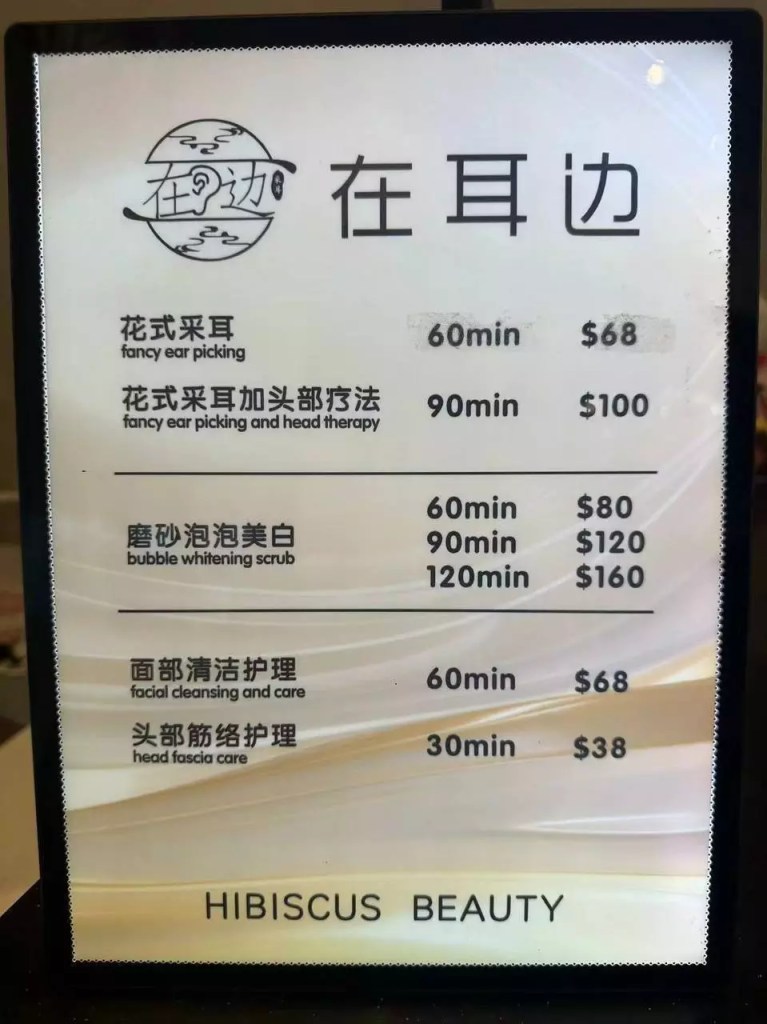 在边
在耳边
花式采耳 60min $68
fancy ear picking
花式采耳加头部疗法 90min $100
fancy ear picking and head therapy
60min $80
磨砂泡泡美白 90min $120
bubble whitening scrub
120min $160
面部清洁护理 60min $68
facial cleansing and care
头部筋络护理 30min $38
head fascia care
HIBISCUS BEAUTY